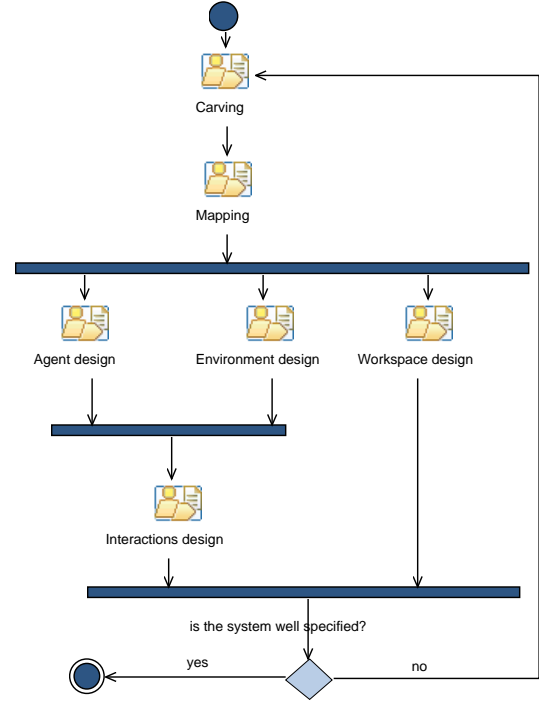 Carving
Mapping
Agent design
Environment design
Workspace design
Interactions design
is the system well specified?
yes
no